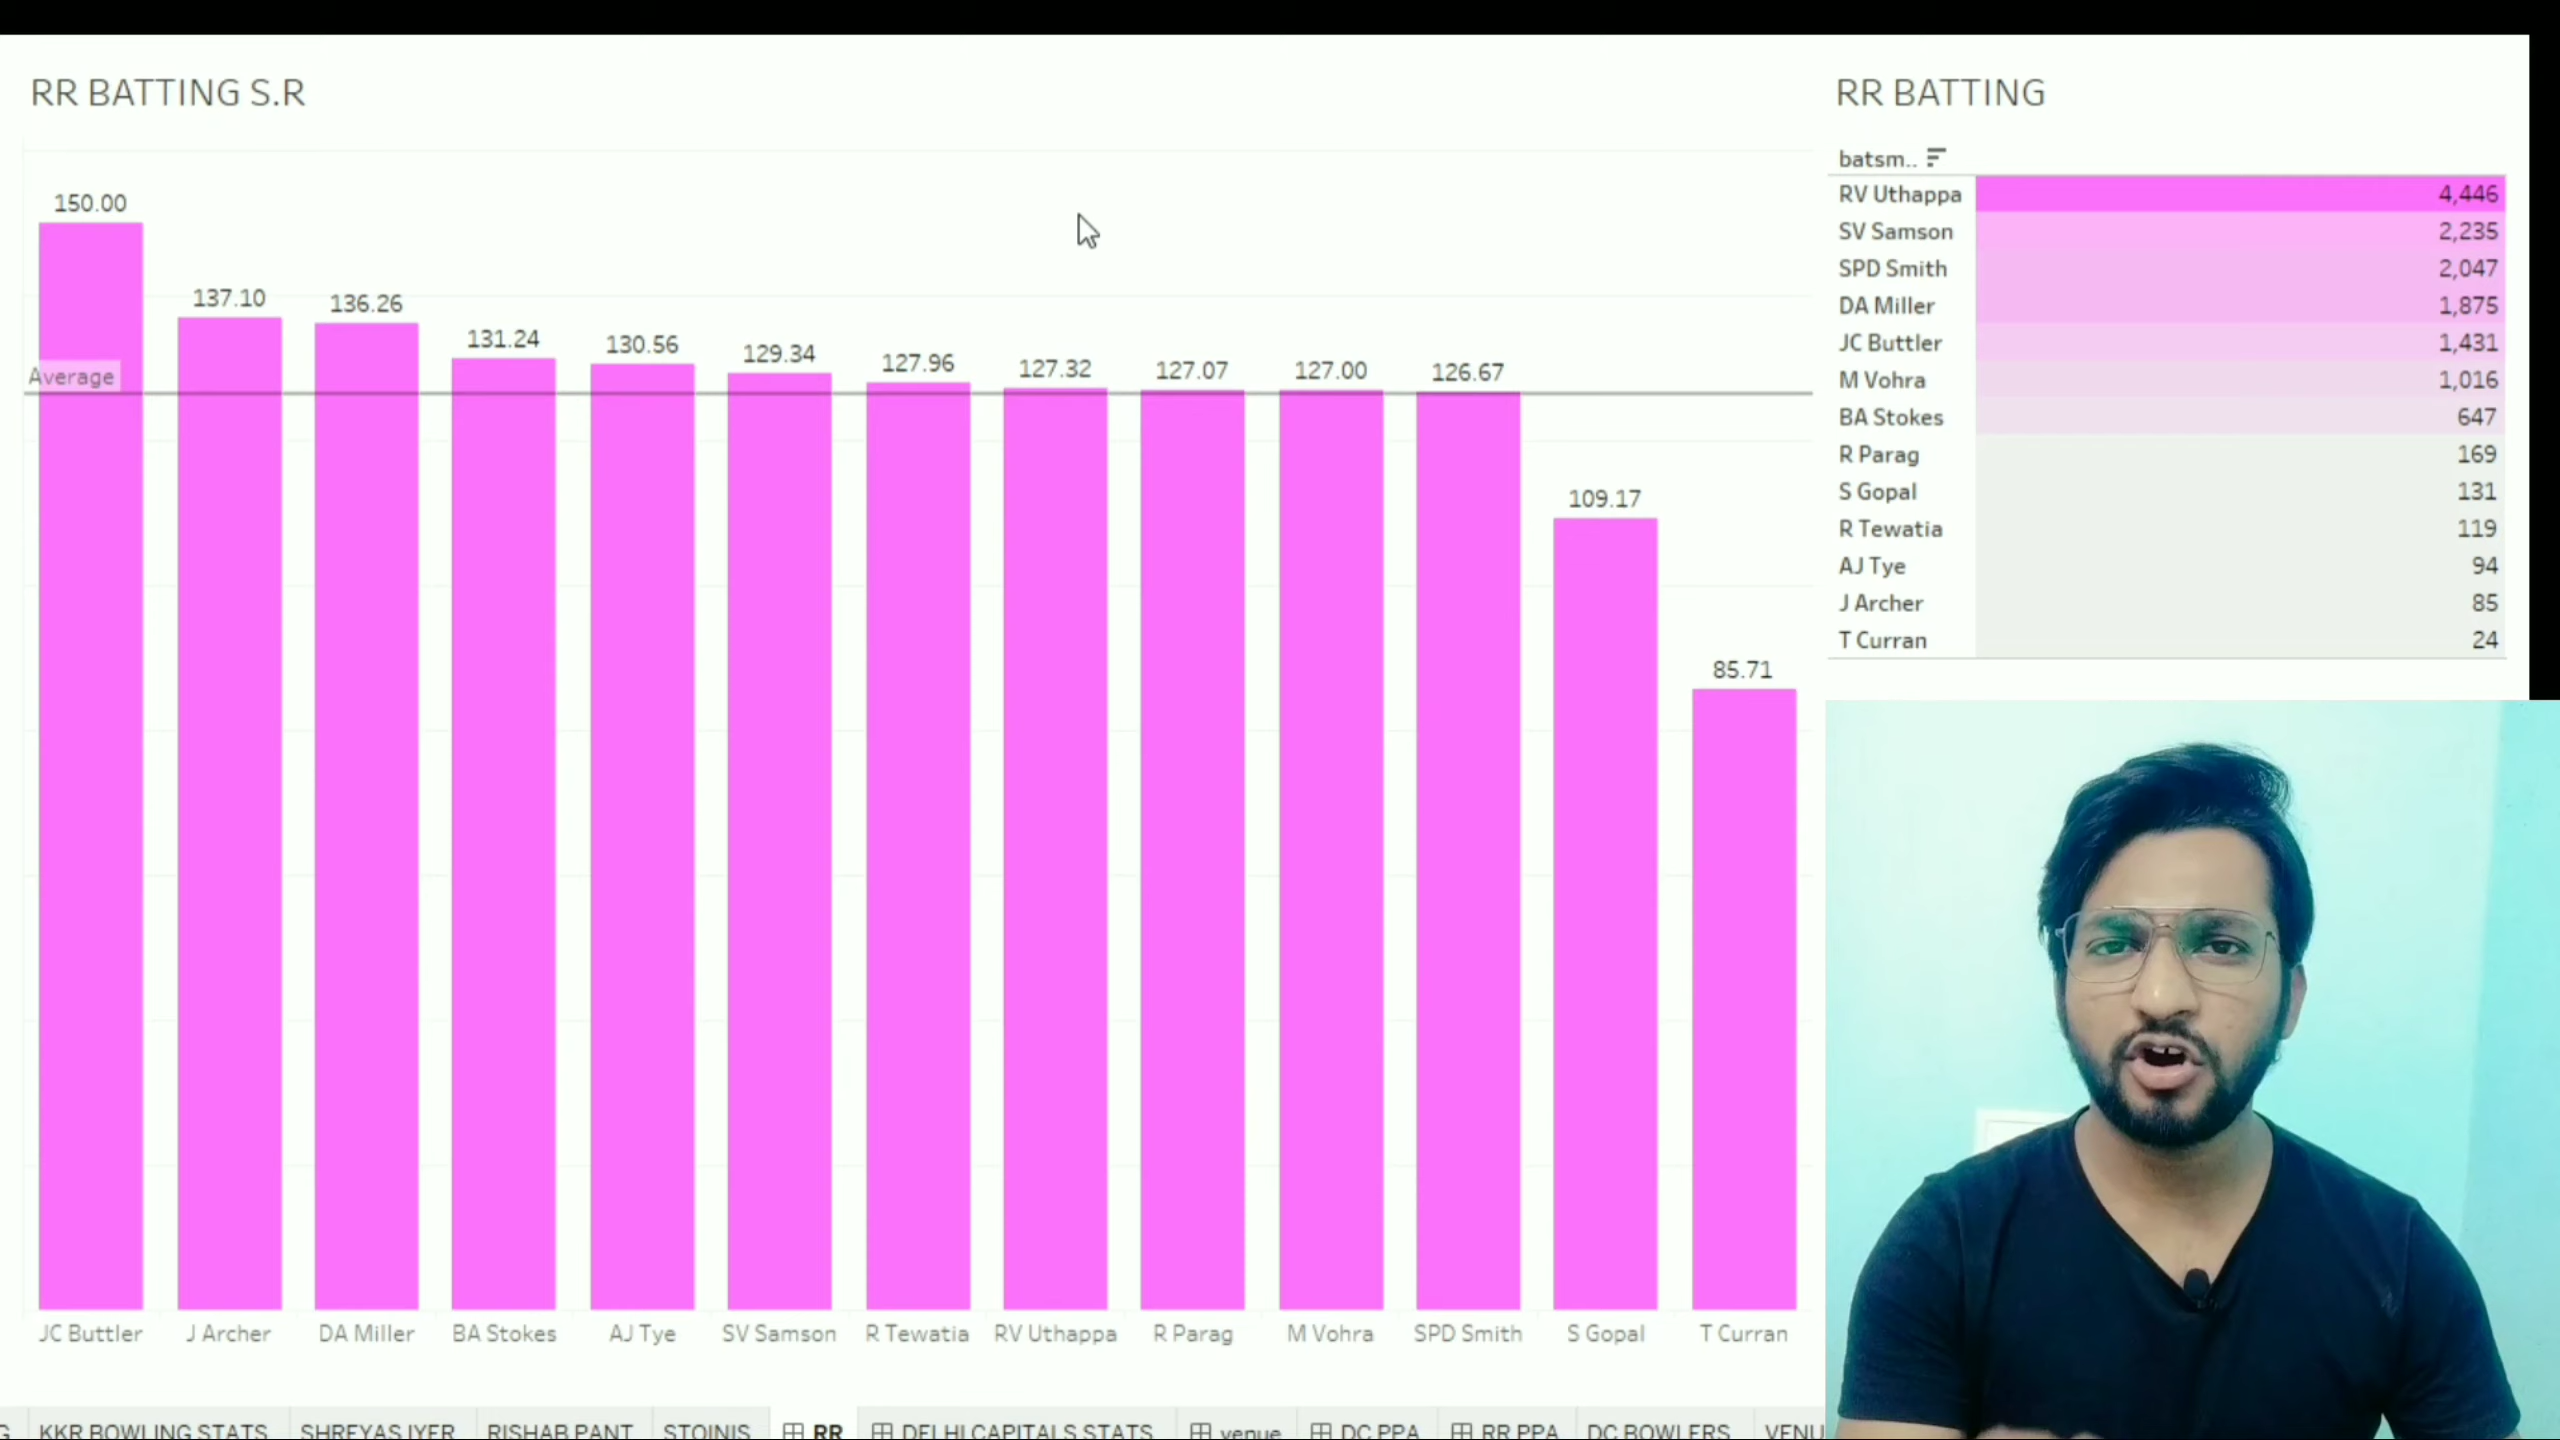 RR BATTING S.R
150.00
137.10
136.26
131.24
130.56
129.34
127.96
127.32
127.07
127.00
126.67
109.17
85.71
Average
JC Buttler
J Archer
DA Miller
BA Stokes
AJ Tye
SV Samson
R Tewatia
RV Uthappa
R Parag
M Vohra
SPD Smith
S Gopal
T Curran
RR BATTING
batsm..
RV Uthappa 4,446
SV Samson 2,235
SPD Smith 2,047
DA Miller 1,875
JC Buttler 1,431
M Vohra 1,016
BA Stokes 647
R Parag 169
S Gopal 131
R Tewatia 119
AJ Tye 94
J Archer 85
T Curran 24
G KKR BOWLING STATS SHREYAS IYER RISHAB PANT STOINIS RR DELHI CAPITALS STATS venue DC PPA RR PPA DC BOWLERS VENU